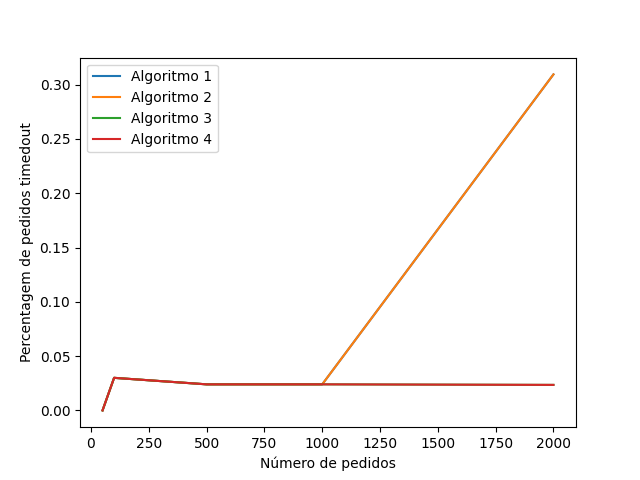 Algoritmo 1
Algoritmo 2
Algoritmo 3
Algoritmo 4
Percentagem de pedidos timedout
0.30
0.25
0.20
0.15
0.10
0.05
0.00
0 250 500 750 1000 1250 1500 1750 2000
Número de pedidos